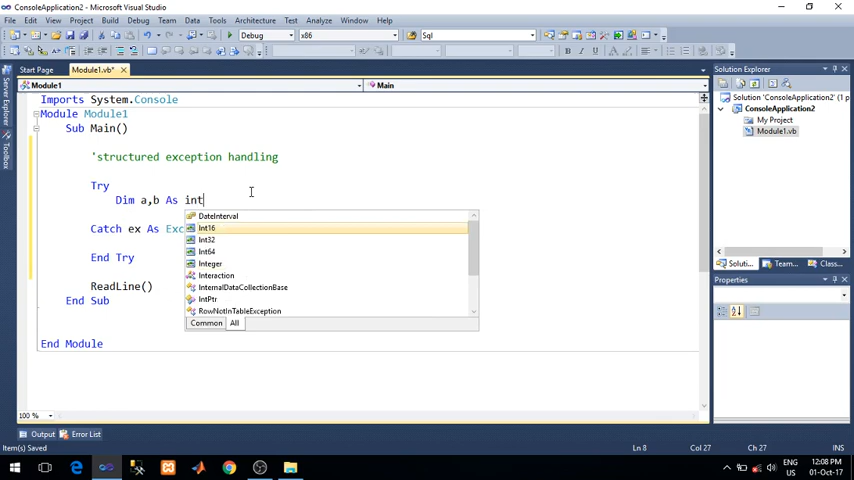 ConsoleApplication2 - Microsoft Visual Studio
File Edit View Project Build Debug Team Data Tools Architecture Test Analyze Window Help
Debug x86 Sql
Start Page Module1.vb*
Module1 Main
Solution Explorer
Server Explorer
Toolbox
Imports System.Console
Module Module1
Sub Main()
'structured exception handling
Try
Dim a,b As int
Catch ex As Exc
End Try
ReadLine()
End Sub
End Module
DateInterval
Int16
Int32
Int64
Integer
Interaction
InternalDataCollectionBase
IntPtr
RowNotInTableException
Common All
Solution 'ConsoleApplication2' (1 p
ConsoleApplication2
My Project
Module1.vb
Soluti... Team... Class...
Properties
100 %
Output Error List
Item(s) Saved Ln 8 Col 27 Ch 27 INS
ENG 12:08 PM
US 01-Oct-17